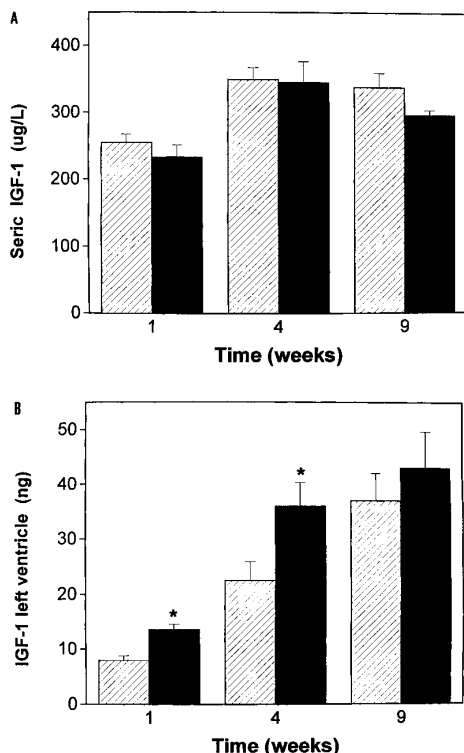 A
Seric IGF-1 (ug/L)
400
300
200
100
0
1 4 9
Time (weeks)
B
IGF-1 left ventricle (ng)
50
40
30
20
10
0
* *
1 4 9
Time (weeks)